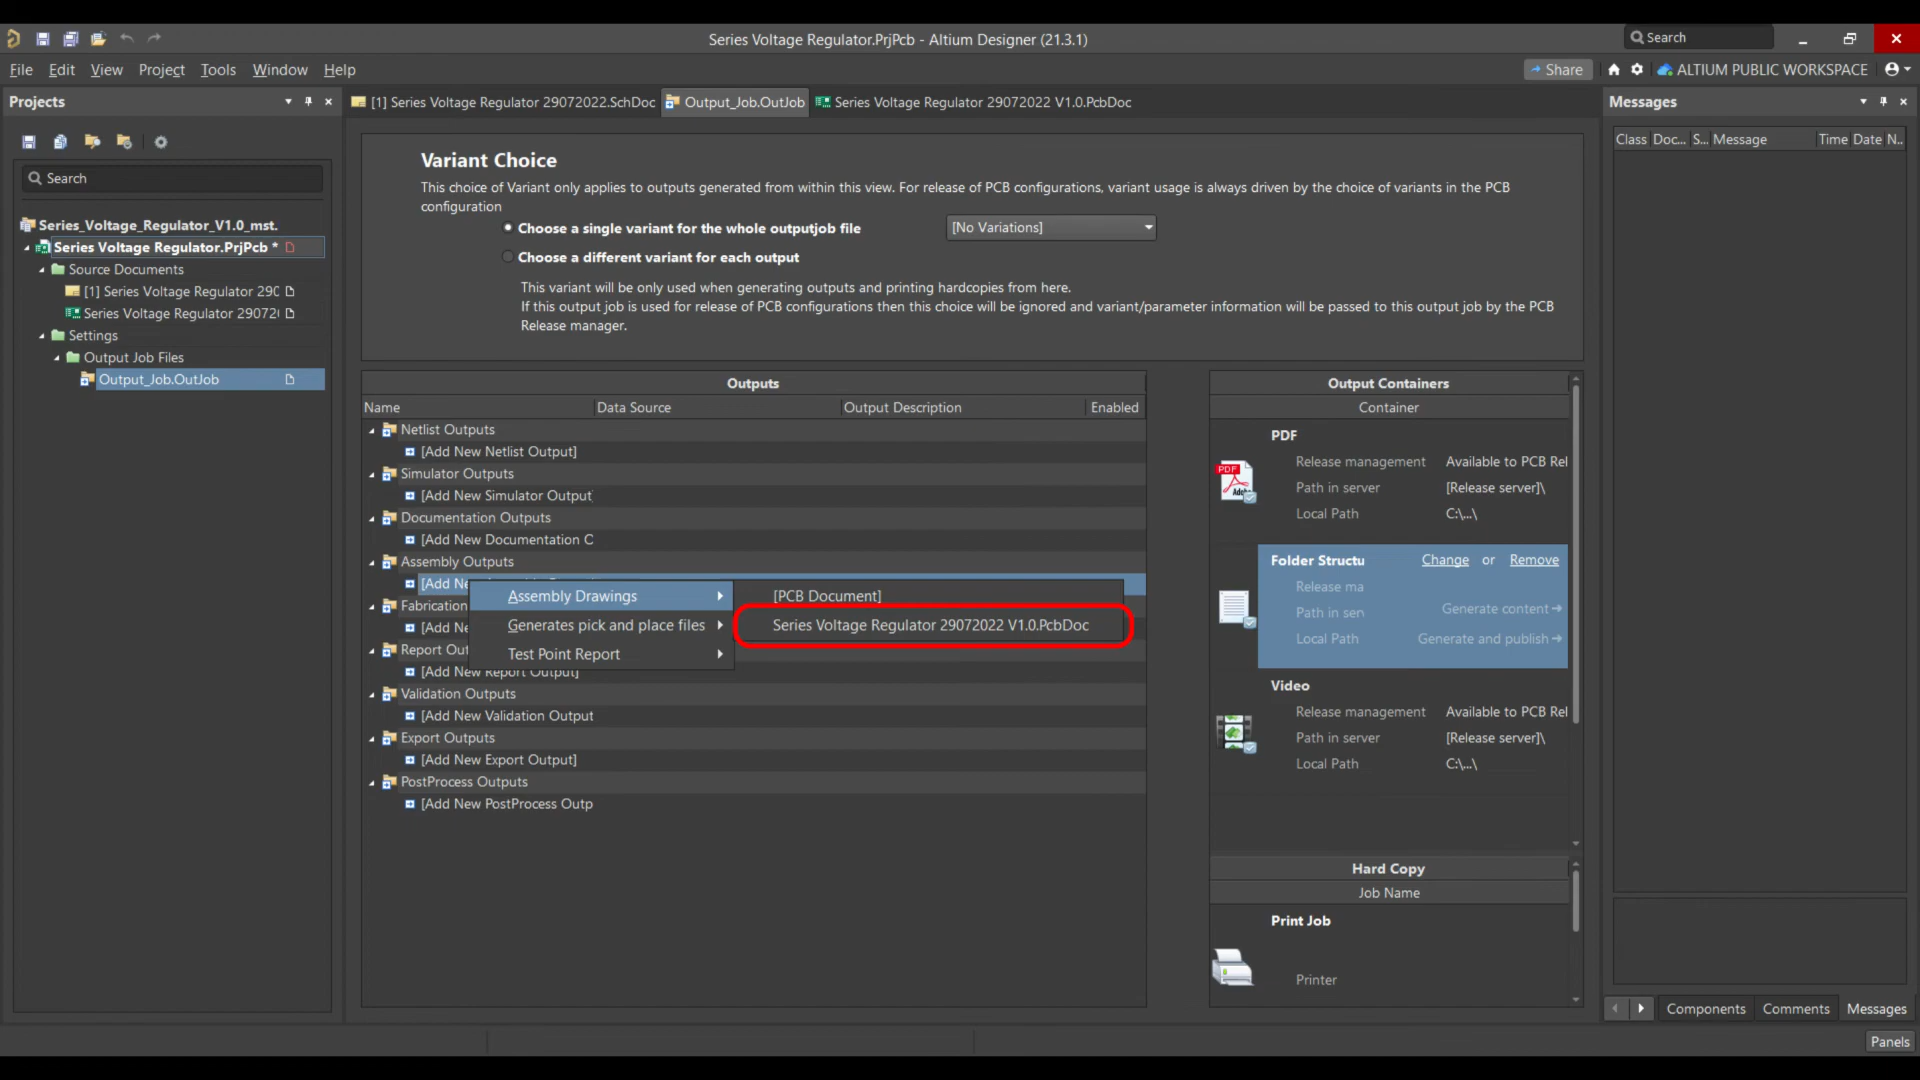 Series Voltage Regulator.PrjPcb - Altium Designer (21.3.1)
Search
File Edit View Project Tools Window Help
Share
ALTIUM PUBLIC WORKSPACE
Projects
[1] Series Voltage Regulator 29072022.SchDoc
Output_Job.OutJob
Series Voltage Regulator 29072022 V1.0.PcbDoc
Messages
Class Doc... S... Message Time Date N..
Search
Series_Voltage_Regulator_V1.0_mst.
Series Voltage Regulator.PrjPcb *
Source Documents
[1] Series Voltage Regulator 290
Series Voltage Regulator 29072
Settings
Output Job Files
Output_Job.OutJob
Variant Choice
This choice of Variant only applies to outputs generated from within this view. For release of PCB configurations, variant usage is always driven by the choice of variants in the PCB
configuration
Choose a single variant for the whole outputjob file
[No Variations]
Choose a different variant for each output
This variant will be only used when generating outputs and printing hardcopies from here.
If this output job is used for release of PCB configurations then this choice will be ignored and variant/parameter information will be passed to this output job by the PCB
Release manager.
Outputs
Name Data Source Output Description Enabled
Netlist Outputs
[Add New Netlist Output]
Simulator Outputs
[Add New Simulator Output
Documentation Outputs
[Add New Documentation C
Assembly Outputs
[Add Ne
Fabrication
[Add Ne
Report Out
[Add New Report Output]
Validation Outputs
[Add New Validation Output
Export Outputs
[Add New Export Output]
PostProcess Outputs
[Add New PostProcess Outp
Assembly Drawings
Generates pick and place files
Test Point Report
[PCB Document]
Series Voltage Regulator 29072022 V1.0.PcbDoc
Output Containers
Container
PDF
Release management Available to PCB Rel
Path in server [Release server]\
Local Path C:\...\
Folder Structu Change or Remove
Release ma
Path in ser Generate content
Local Path Generate and publish
Video
Release management Available to PCB Rel
Path in server [Release server]\
Local Path C:\...\
Hard Copy
Job Name
Print Job
Printer
Components Comments Messages
Panels